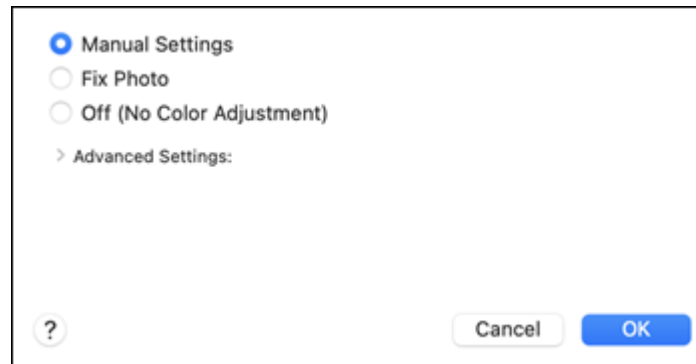 Manual Settings
Fix Photo
Off (No Color Adjustment)
Advanced Settings:
?
Cancel
OK